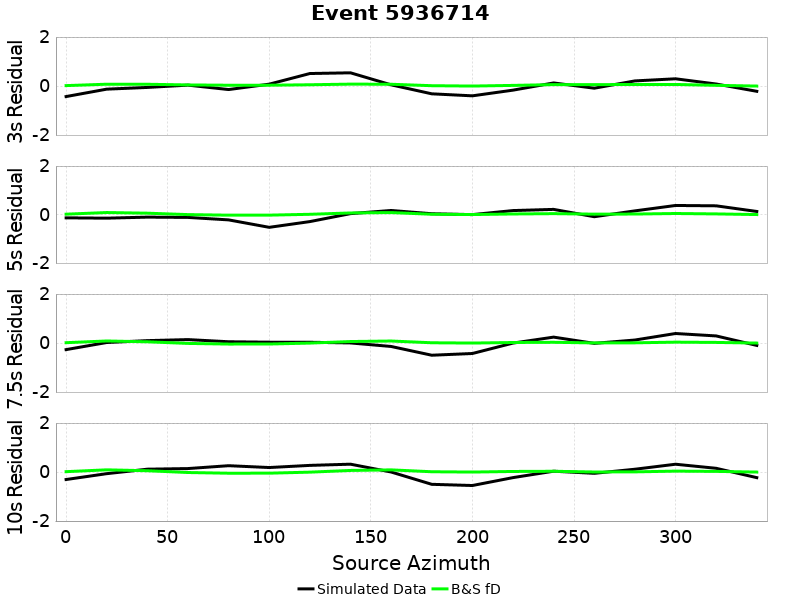 Event 5936714
3s Residual
2
0
-2
5s Residual
2
0
-2
7.5s Residual
2
0
-2
10s Residual
2
0
-2
0 50 100 150 200 250 300
Source Azimuth
Simulated Data B&S fD